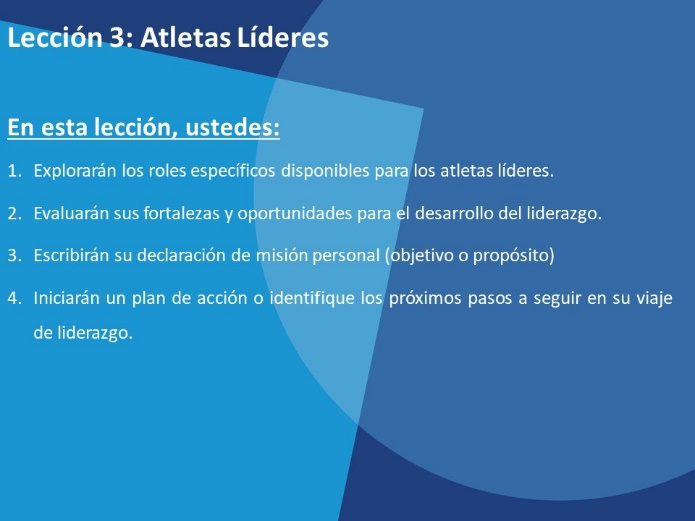 Lección 3: Atletas Líderes
En esta lección, ustedes:
1. Explorarán los roles específicos disponibles para los atletas líderes.
2. Evaluarán sus fortalezas y oportunidades para el desarrollo del liderazgo.
3. Escribirán su declaración de misión personal (objetivo o propósito)
4. Iniciarán un plan de acción o identifique los próximos pasos a seguir en su viaje
de liderazgo.